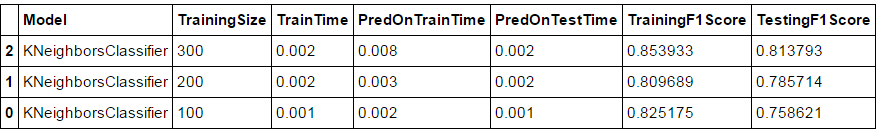 Model TrainingSize TrainTime PredOnTrainTime PredOnTestTime TrainingF1Score TestingF1Score
2 KNeighborsClassifier 300 0.002 0.008 0.002 0.853933 0.813793
1 KNeighborsClassifier 200 0.002 0.003 0.002 0.809689 0.785714
0 KNeighborsClassifier 100 0.001 0.002 0.001 0.825175 0.758621